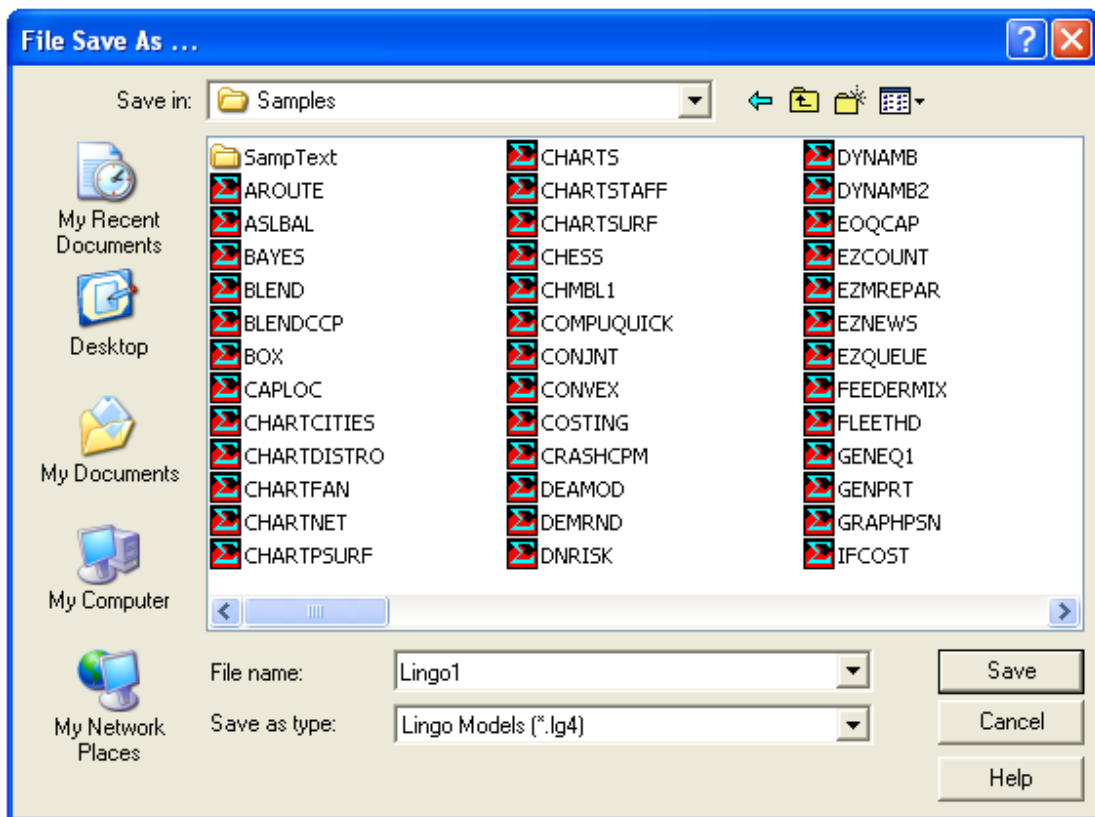 File Save As ...
Save in:
Samples
My Recent
Documents
Desktop
My Documents
My Computer
My Network
Places
SampText
AROUTE
ASLBAL
BAYES
BLEND
BLENDCCP
BOX
CAPLOC
CHARTCITIES
CHARTDISTRO
CHARTFAN
CHARTNET
CHARTPSURF
CHARTS
CHARTSTAFF
CHARTSURF
CHESS
CHMBL1
COMPUQUICK
CONJNT
CONVEX
COSTING
CRASHCPM
DEAMOD
DEMRND
DNRISK
DYNAMB
DYNAMB2
EOQCAP
EZCOUNT
EZMREPAR
EZNEWS
EZQUEUE
FEEDERMIX
FLEETHD
GENEQ1
GENPRT
GRAPHPSN
IFCOST
File name:
Lingo1
Save
Save as type:
Lingo Models (*.lg4)
Cancel
Help